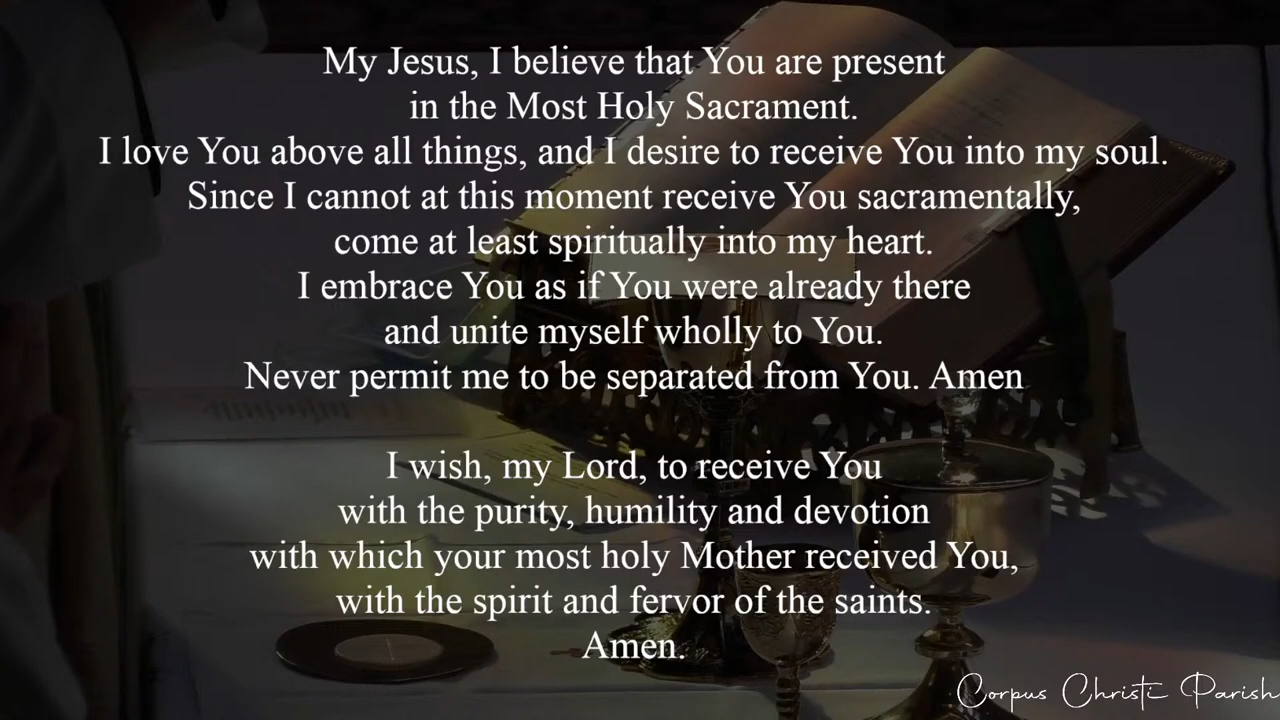 My Jesus, I believe that You are present
in the Most Holy Sacrament.
I love You above all things, and I desire to receive You into my soul.
Since I cannot at this moment receive You sacramentally,
come at least spiritually into my heart.
I embrace You as if You were already there
and unite myself wholly to You.
Never permit me to be separated from You. Amen
I wish, my Lord, to receive You
with the purity, humility and devotion
with which your most holy Mother received You,
with the spirit and fervor of the saints.
Amen.
Corpus Christi Parish